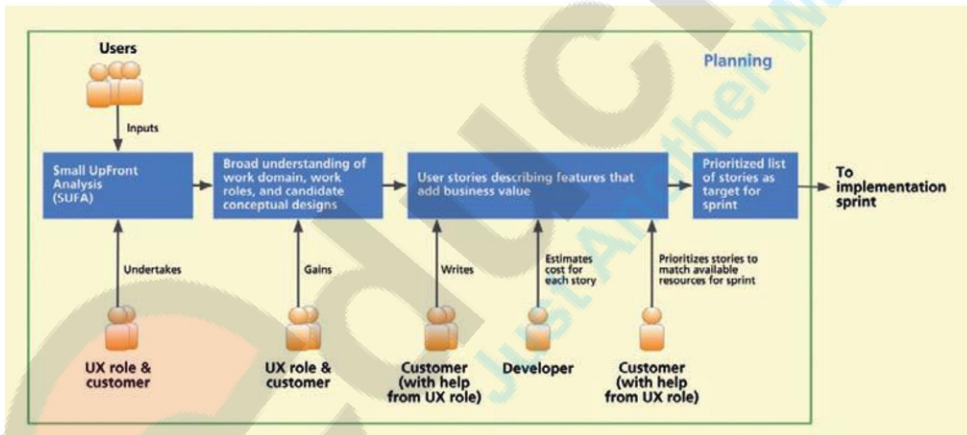 Users
Planning
Inputs
Small UpFront
Analysis
(SUFA)
Broad understanding of
work domain, work
roles, and candidate
conceptual designs
User stories describing features that
add business value
Prioritized list
of stories as
target for
sprint
To
implementation
sprint
Undertakes
Gains
Writes
Estimates
cost for
each story
Prioritizes stories to
match available
resources for sprint
UX role &
customer
UX role &
customer
Customer
(with help
from UX role)
Developer
Customer
(with help
from UX role)
Just Another